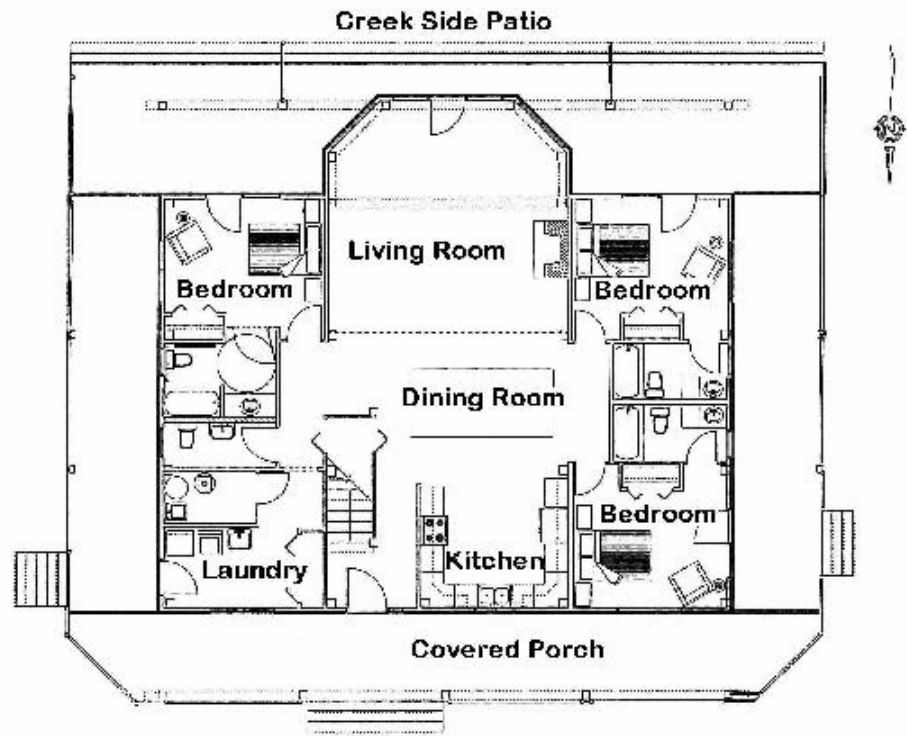 Creek Side Patio
Living Room
Bedroom
Bedroom
Dining Room
Bedroom
Kitchen
Laundry
Covered Porch